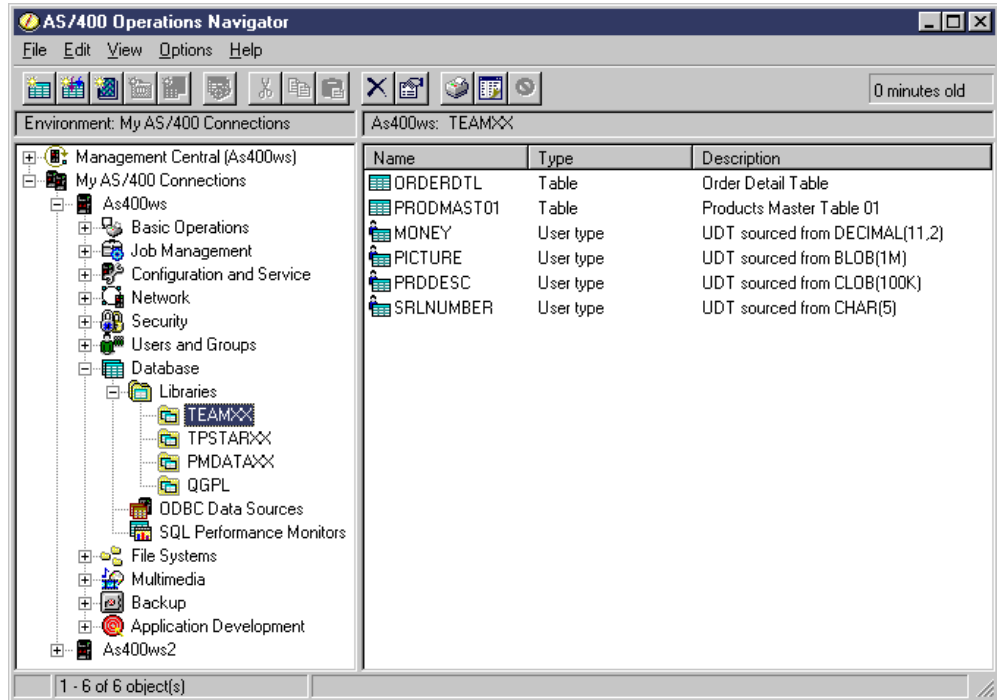 AS/400 Operations Navigator
File Edit View Options Help
0 minutes old
Environment: My AS/400 Connections
As400ws: TEAMXX
Management Central (As400ws)
My AS/400 Connections
As400ws
Basic Operations
Job Management
Configuration and Service
Network
Security
Users and Groups
Database
Libraries
TEAMXX
TPSTARXX
PMDATAXX
QGPL
ODBC Data Sources
SQL Performance Monitors
File Systems
Multimedia
Backup
Application Development
As400ws2
Name Type Description
ORDERDTL Table Order Detail Table
PRODMAST01 Table Products Master Table 01
MONEY User type UDT sourced from DECIMAL(11,2)
PICTURE User type UDT sourced from BLOB(1M)
PRDDESC User type UDT sourced from CLOB(100K)
SRLNUMBER User type UDT sourced from CHAR(5)
1 - 6 of 6 object(s)